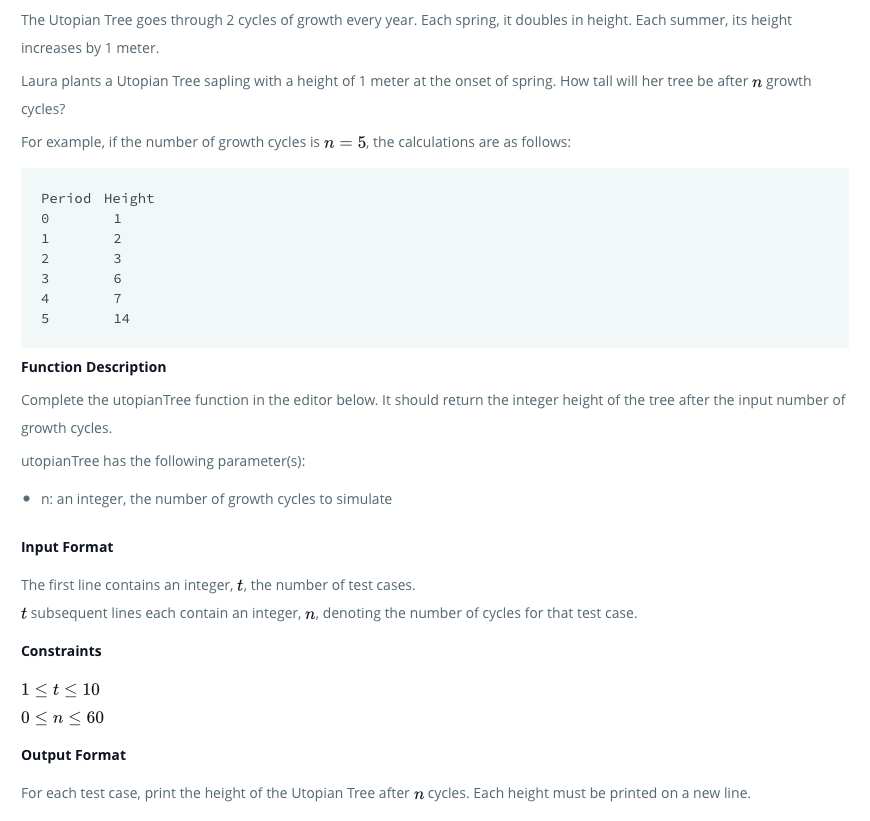 The Utopian Tree goes through 2 cycles of growth every year. Each spring, it doubles in height. Each summer, its height
increases by 1 meter.
Laura plants a Utopian Tree sapling with a height of 1 meter at the onset of spring. How tall will her tree be after n growth
cycles?
For example, if the number of growth cycles is n = 5, the calculations are as follows:
Period Height
0 1
1 2
2 3
3 6
4 7
5 14
Function Description
Complete the utopianTree function in the editor below. It should return the integer height of the tree after the input number of
growth cycles.
utopianTree has the following parameter(s):
• n: an integer, the number of growth cycles to simulate
Input Format
The first line contains an integer, t, the number of test cases.
t subsequent lines each contain an integer, n, denoting the number of cycles for that test case.
Constraints
1 ≤ t ≤ 10
0 ≤ n ≤ 60
Output Format
For each test case, print the height of the Utopian Tree after n cycles. Each height must be printed on a new line.